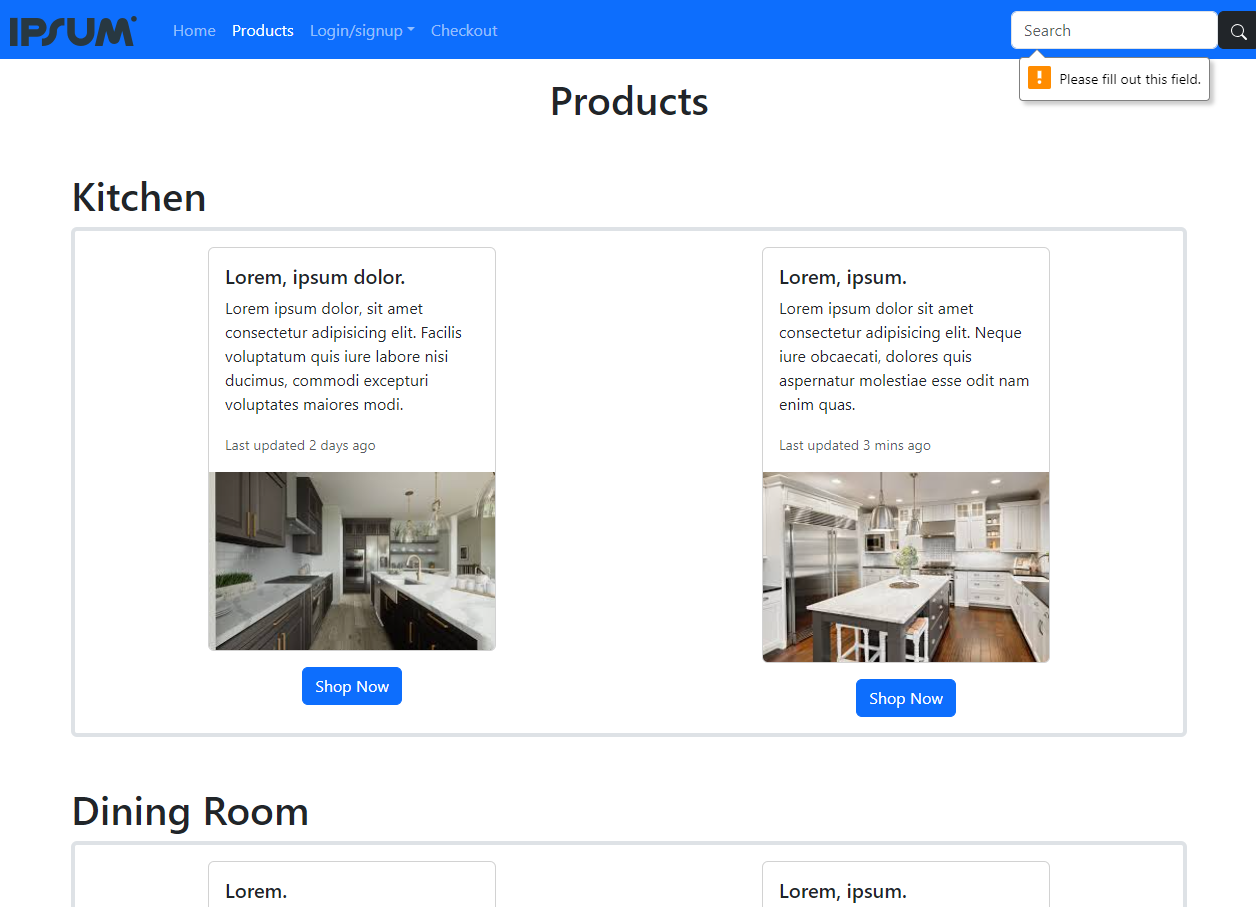 IPSUM
Home Products Login/signup Checkout
Search
Please fill out this field.
Products
Kitchen
Lorem, ipsum dolor.
Lorem ipsum dolor, sit amet
consectetur adipisicing elit. Facilis
voluptatum quis iure labore nisi
ducimus, commodi excepturi
voluptates maiores modi.
Last updated 2 days ago
Shop Now
Lorem, ipsum.
Lorem ipsum dolor sit amet
consectetur adipisicing elit. Neque
iure obcaecati, dolores quis
aspernatur molestiae esse odit nam
enim quas.
Last updated 3 mins ago
Shop Now
Dining Room
Lorem.
Lorem, ipsum.